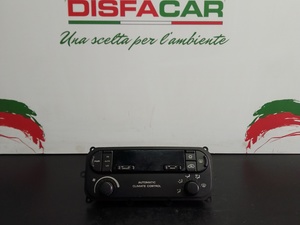 DISFACAR
Una scelta per l'ambiente
AUTOMATIC
CLIMATE CONTROL